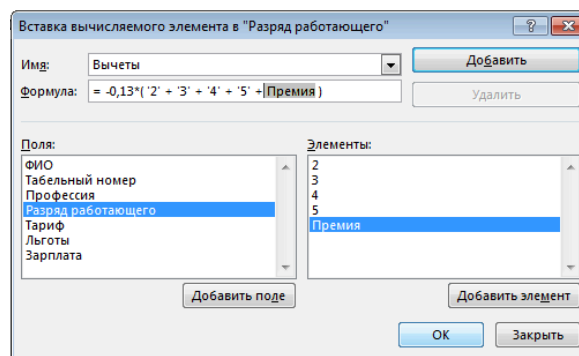 Вставка вычисляемого элемента в "Разряд работающего"
Имя: Вычеты Добавить
Формула: = -0,13*( '2' + '3' + '4' + '5' + Премия ) Удалить
Поля: Элементы:
ФИО 2
Табельный номер 3
Профессия 4
Разряд работающего 5
Тариф Премия
Льготы
Зарплата
Добавить поле Добавить элемент
ОК Закрыть